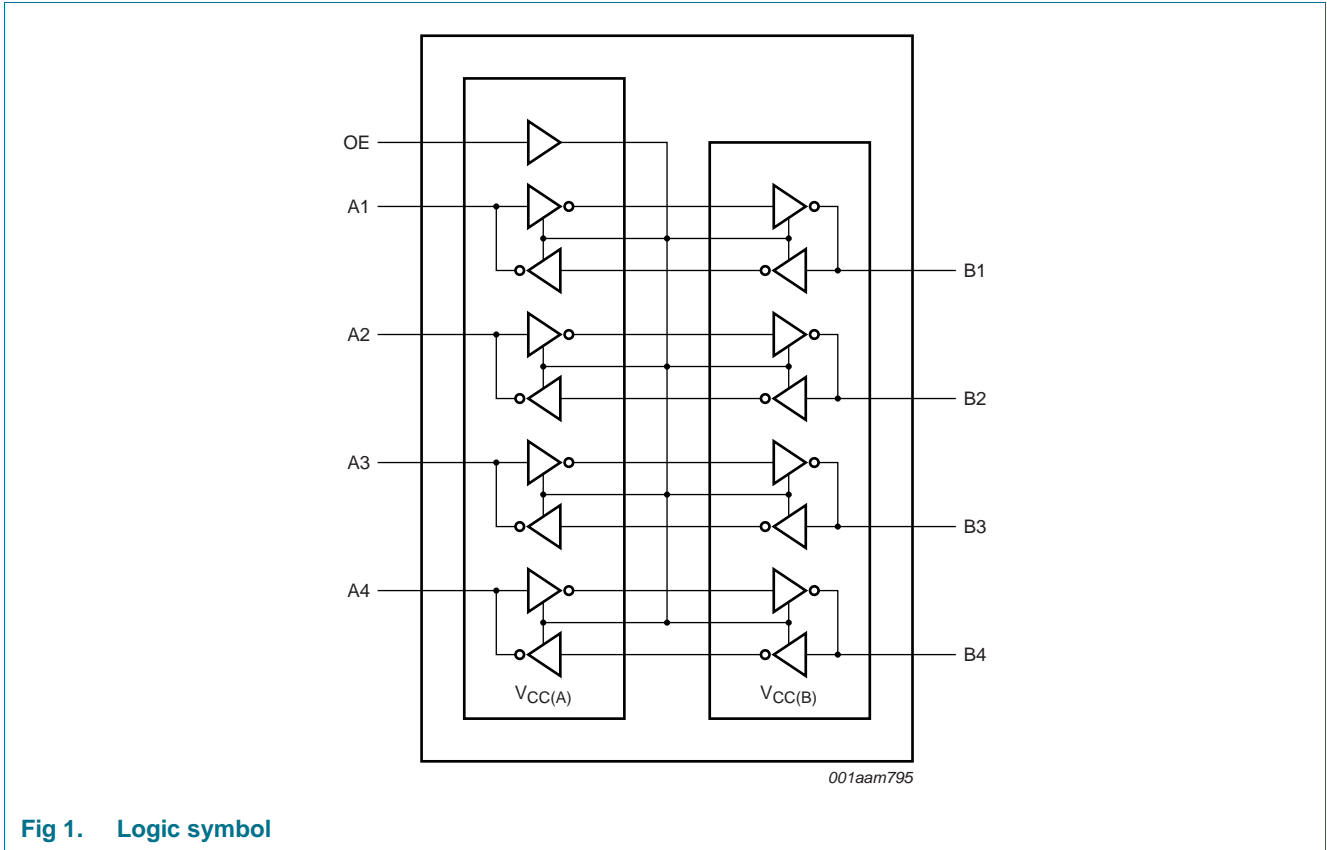 OE
A1
B1
A2
B2
A3
B3
A4
B4
VCC(A)
VCC(B)
001aam795
Fig 1. Logic symbol